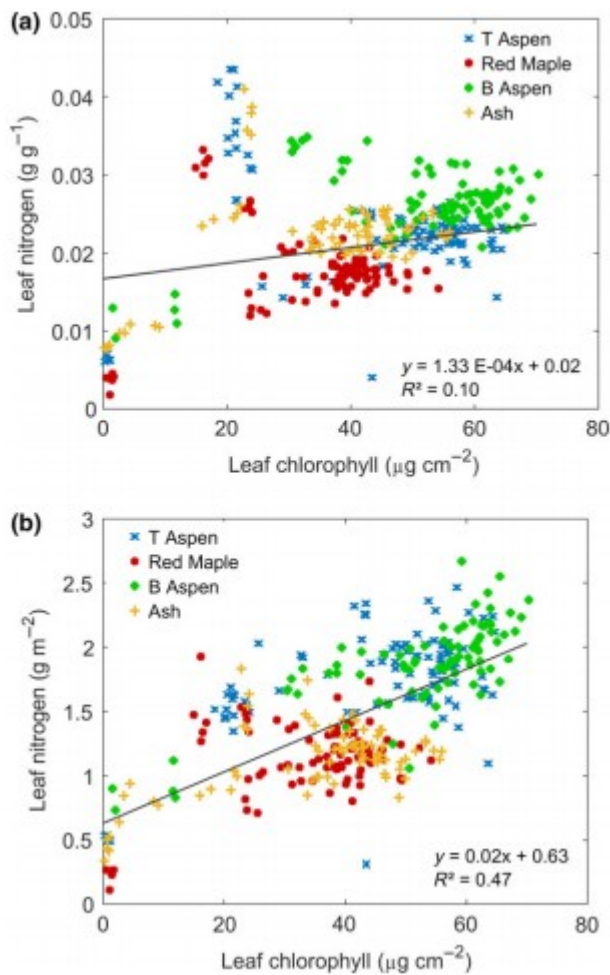 (a)
0.05
0.04
0.03
0.02
0.01
0
Leaf nitrogen (g g⁻¹)
T Aspen
Red Maple
B Aspen
Ash
y = 1.33 E-04x + 0.02
R² = 0.10
0 20 40 60 80
Leaf chlorophyll (µg cm⁻²)
(b)
3
2.5
2
1.5
1
0.5
0
Leaf nitrogen (g m⁻²)
T Aspen
Red Maple
B Aspen
Ash
y = 0.02x + 0.63
R² = 0.47
0 20 40 60 80
Leaf chlorophyll (µg cm⁻²)